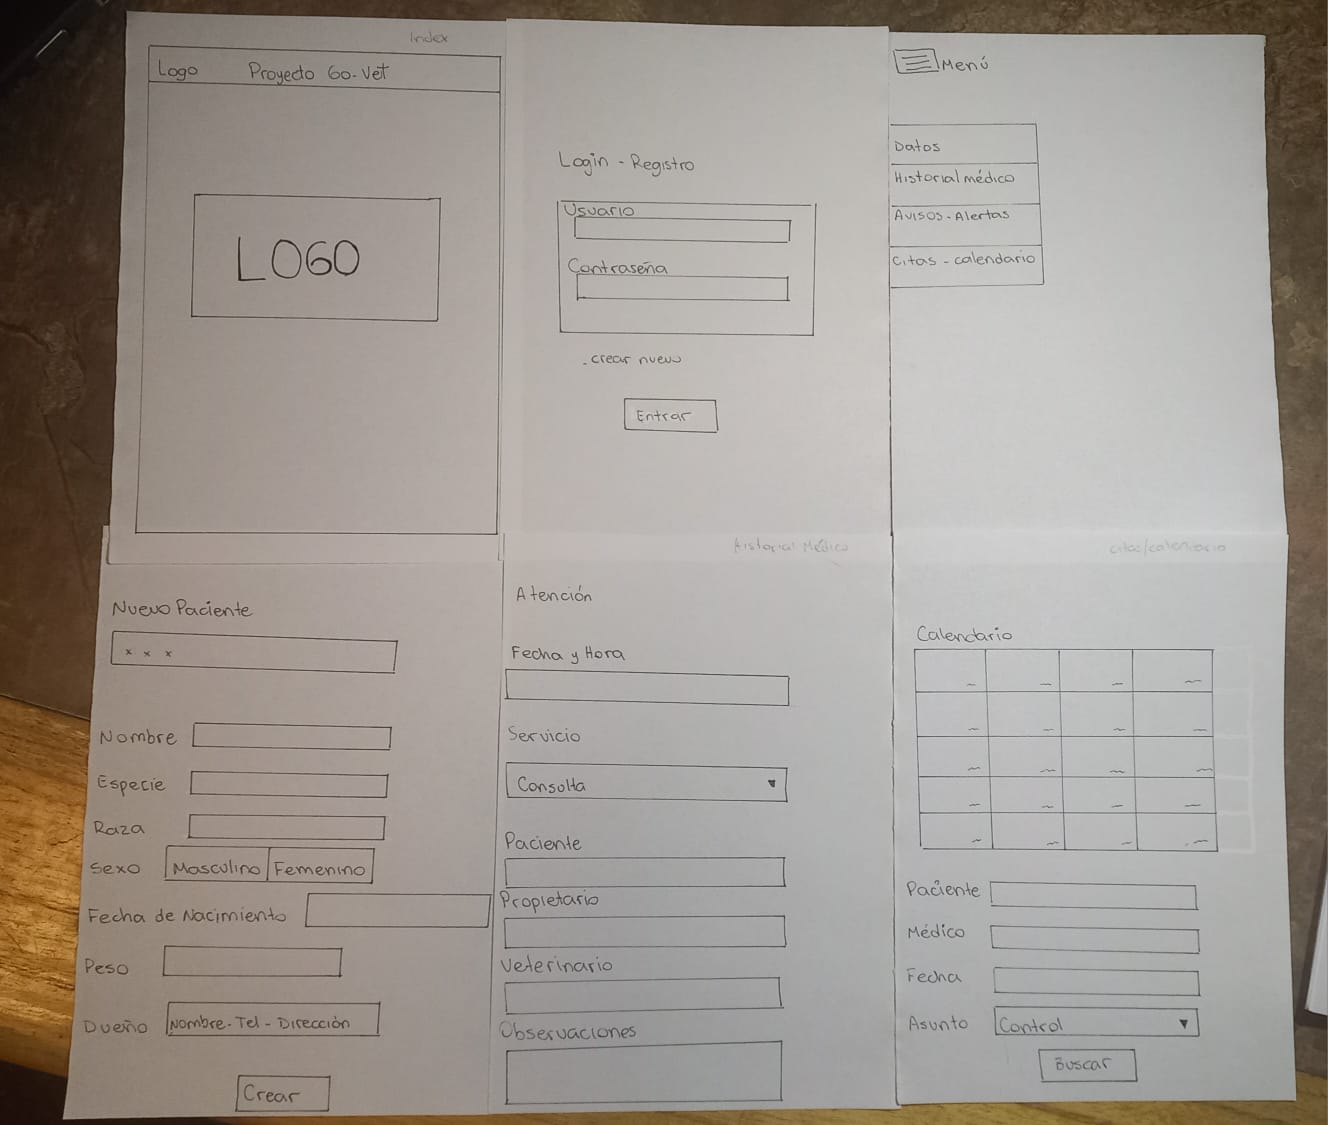 Index
Logo Proyecto Go-Vet
LOGO
Login - Registro
Usuario
Contraseña
. crear nuevo
Entrar
Menú
Datos
Historial médico
Avisos - Alertas
Citas - calendario
Nuevo Paciente
x x x
Nombre
Especie
Raza
Sexo Masculino Femenino
Fecha de Nacimiento
Peso
Dueño Nombre - Tel - Dirección
Crear
Historial Médico
Atención
Fecha y Hora
Servicio
Consulta
Paciente
Propietario
Veterinario
Observaciones
citas/calendario
Calendario
Paciente
Médico
Fecha
Asunto Control
Buscar